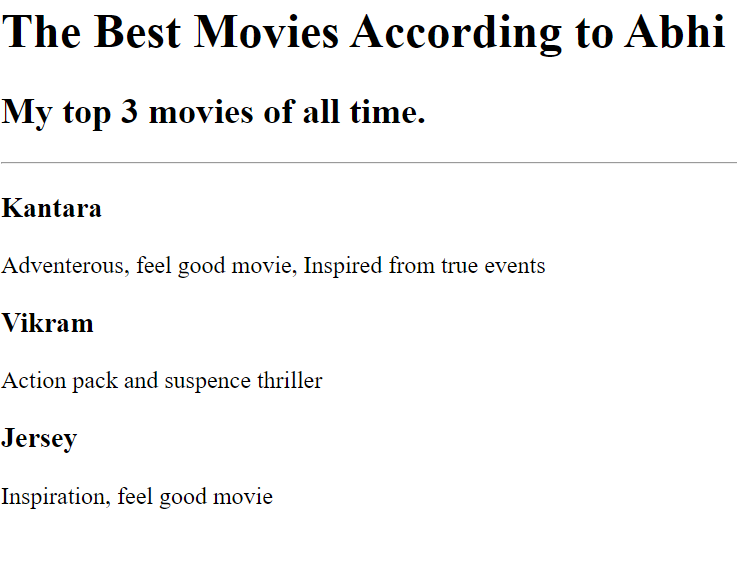 The Best Movies According to Abhi
My top 3 movies of all time.
Kantara
Adventerous, feel good movie, Inspired from true events
Vikram
Action pack and suspence thriller
Jersey
Inspiration, feel good movie